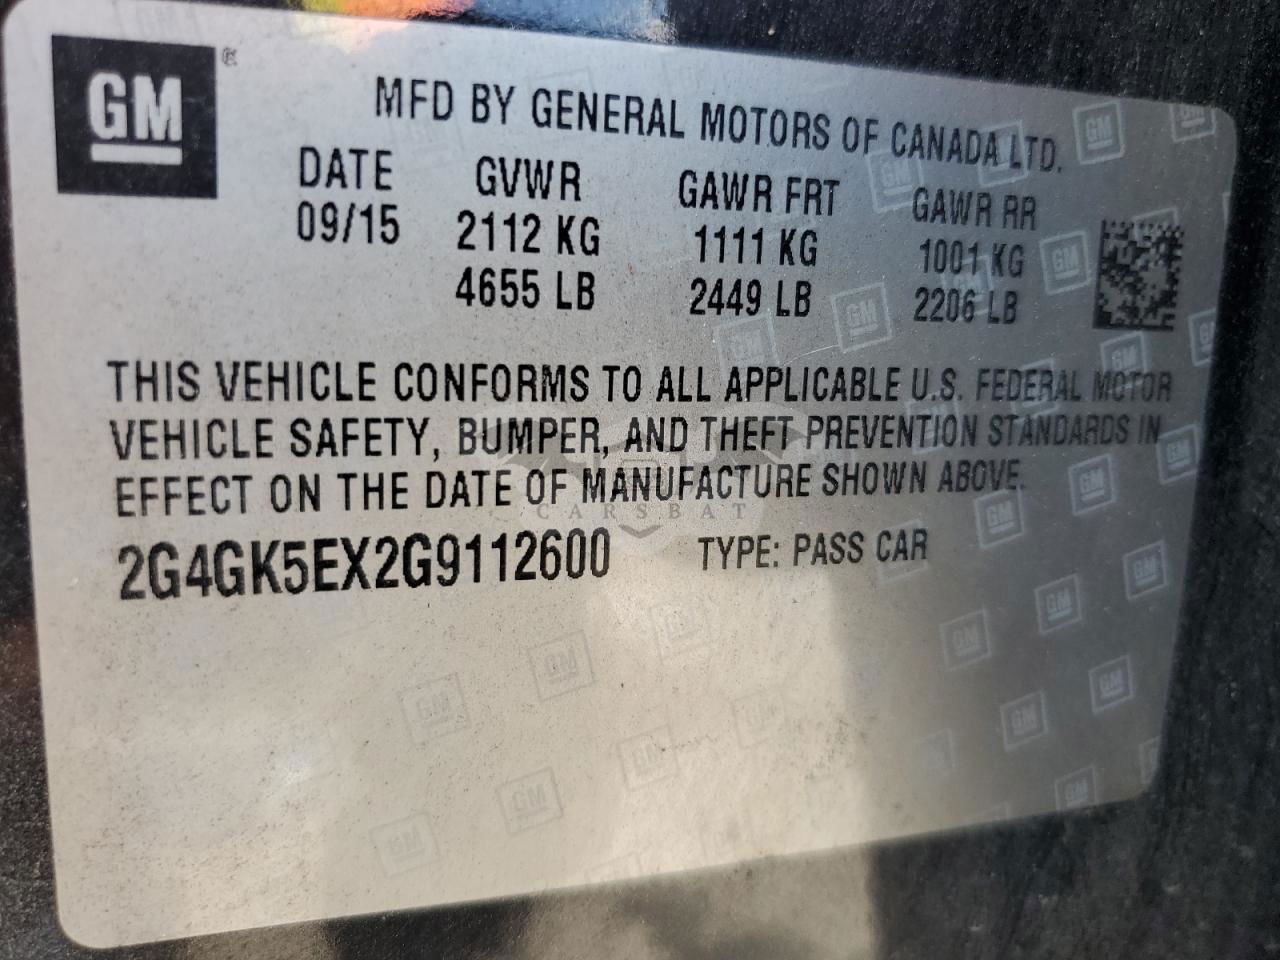 GM
MFD BY GENERAL MOTORS OF CANADA LTD.
DATE GVWR GAWR FRT GAWR RR
09/15 2112 KG 1111 KG 1001 KG
4655 LB 2449 LB 2206 LB
THIS VEHICLE CONFORMS TO ALL APPLICABLE U.S. FEDERAL MOTOR
VEHICLE SAFETY, BUMPER, AND THEFT PREVENTION STANDARDS IN
EFFECT ON THE DATE OF MANUFACTURE SHOWN ABOVE.
CARSBAT
2G4GK5EX2G9112600 TYPE: PASS CAR